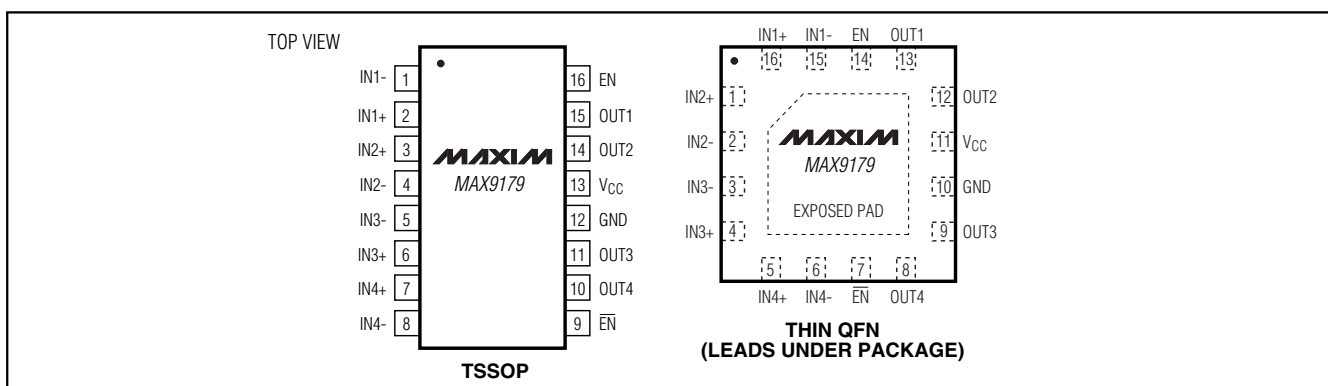 TOP VIEW
IN1- 1
IN1+ 2
IN2+ 3
IN2- 4
IN3- 5
IN3+ 6
IN4+ 7
IN4- 8
MAXIM
MAX9179
16 EN
15 OUT1
14 OUT2
13 VCC
12 GND
11 OUT3
10 OUT4
9 E̅N̅
TSSOP
IN1+ IN1- EN OUT1
16 15 14 13
IN2+ 1
IN2- 2
IN3- 3
IN3+ 4
MAXIM
MAX9179
EXPOSED PAD
12 OUT2
11 VCC
10 GND
9 OUT3
5 6 7 8
IN4+ IN4- E̅N̅ OUT4
THIN QFN
(LEADS UNDER PACKAGE)